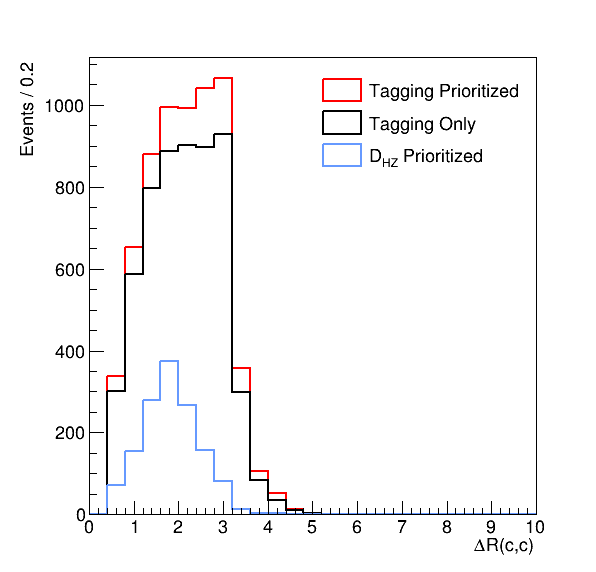 Events / 0.2
1000
800
600
400
200
0
Tagging Prioritized
Tagging Only
D_HZ Prioritized
0 1 2 3 4 5 6 7 8 9 10
ΔR(c,c)